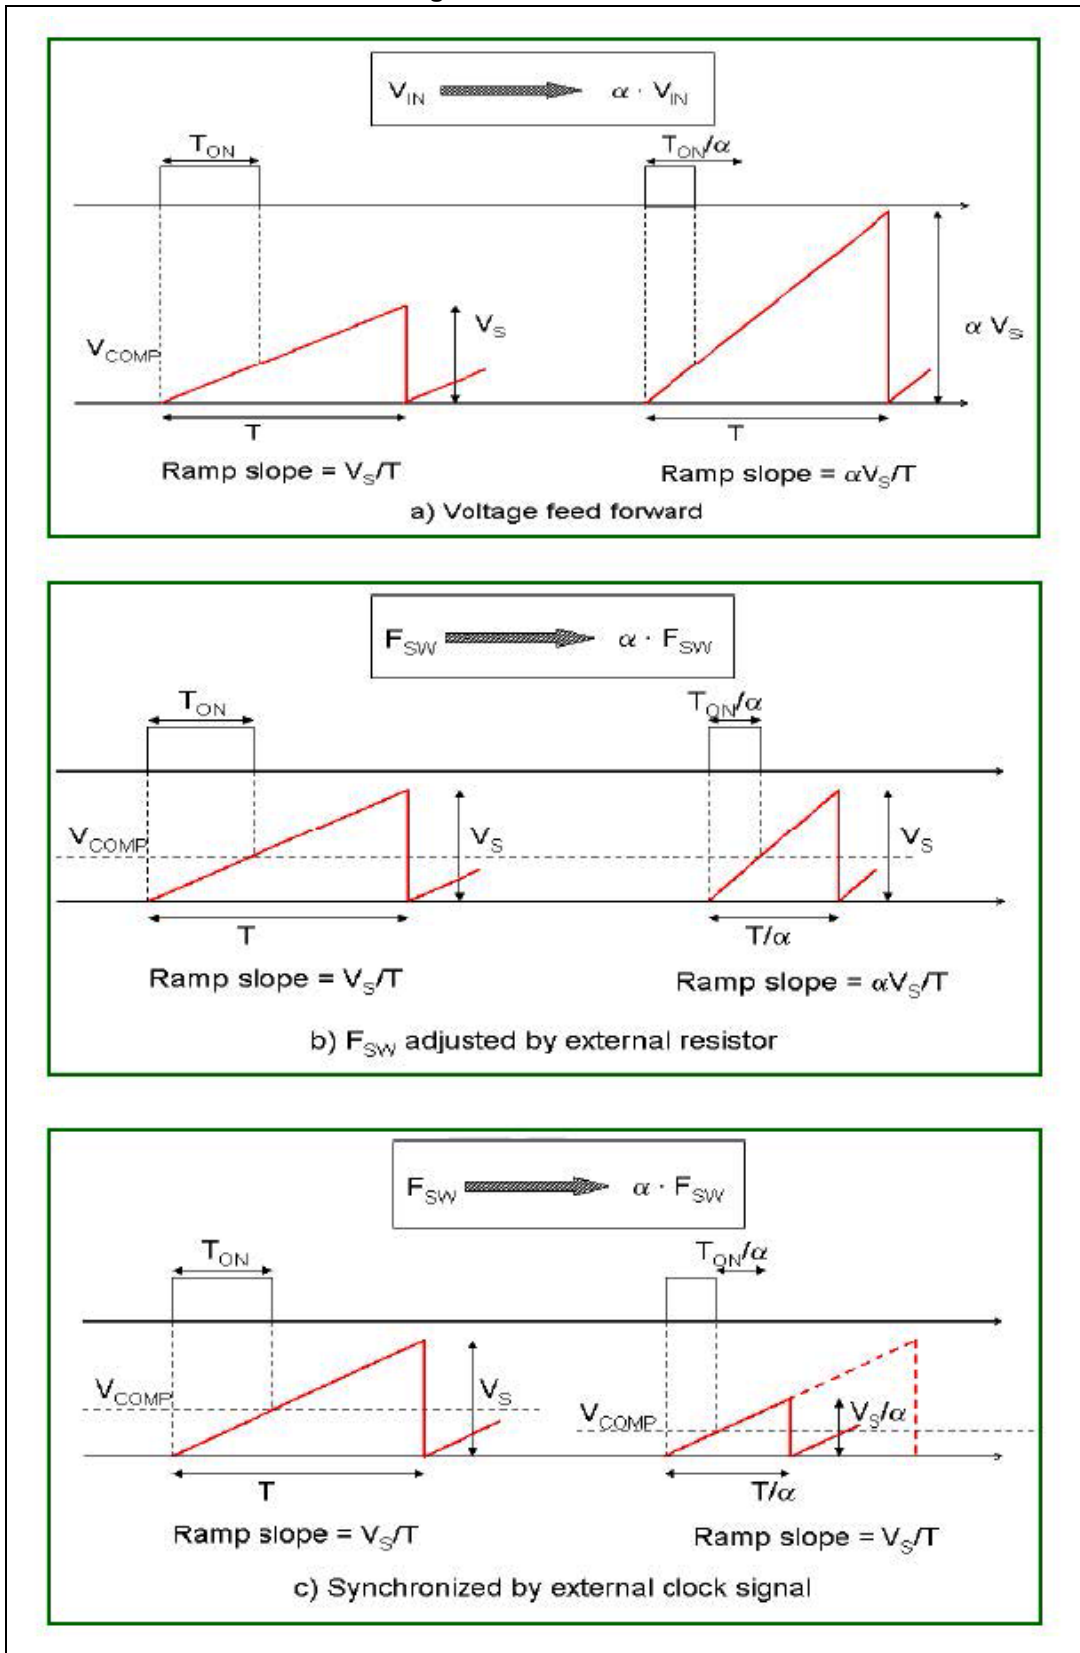 V_IN α · V_IN
T_ON T_ON/α
V_COMP V_S α V_S
T T
Ramp slope = V_S/T Ramp slope = αV_S/T
a) Voltage feed forward
F_SW α · F_SW
T_ON T_ON/α
V_COMP V_S V_S
T T/α
Ramp slope = V_S/T Ramp slope = αV_S/T
b) F_SW adjusted by external resistor
F_SW α · F_SW
T_ON T_ON/α
V_COMP V_S V_COMP V_S/α
T T/α
Ramp slope = V_S/T Ramp slope = V_S/T
c) Synchronized by external clock signal